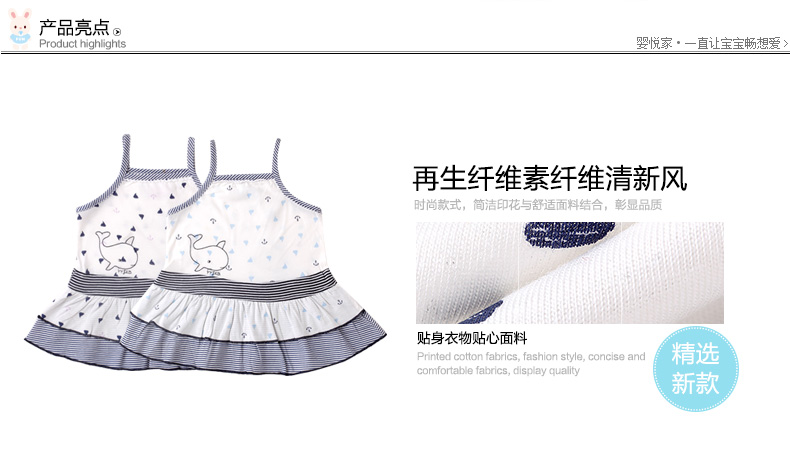 产品亮点
Product highlights
婴悦家•一直让宝宝畅想爱
再生纤维素纤维清新风
时尚款式，简洁印花与舒适面料结合，彰显品质
贴身衣物贴心面料
Printed cotton fabrics, fashion style, concise and
comfortable fabrics, display quality
精选
新款